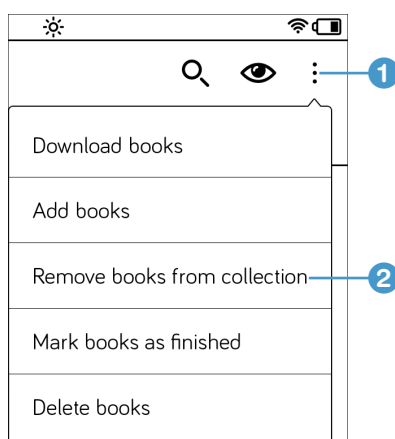 1
Download books
Add books
Remove books from collection
2
Mark books as finished
Delete books